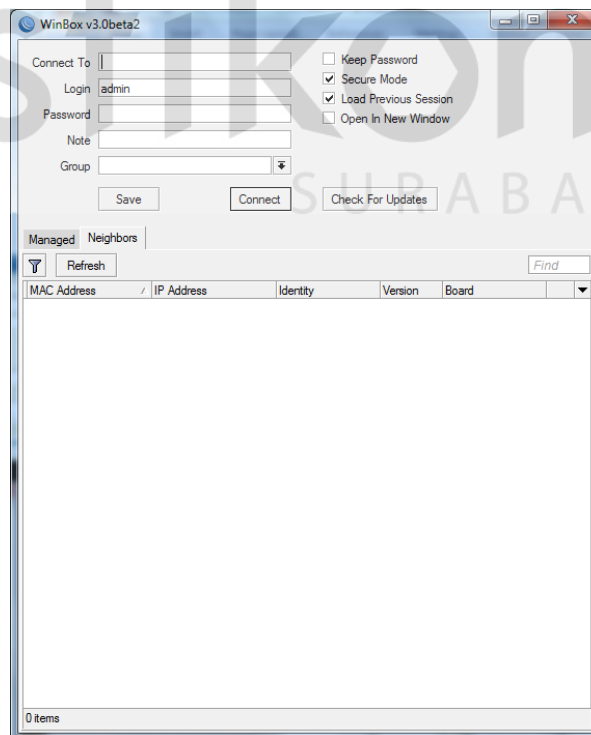 WinBox v3.0beta2
Connect To
Keep Password
Login admin
Secure Mode
Password
Load Previous Session
Note
Open In New Window
Group
Save Connect Check For Updates
SURABA
Managed Neighbors
Refresh Find
MAC Address IP Address Identity Version Board
0 items